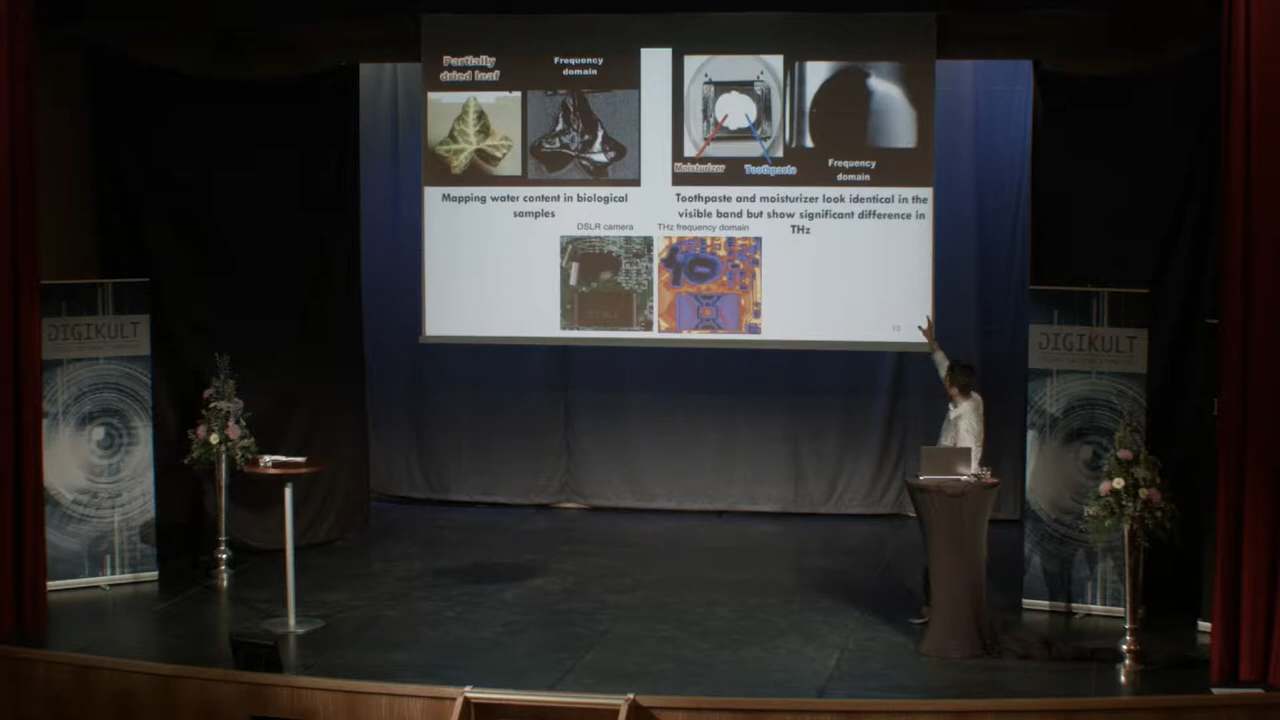 Partially
dried leaf
Frequency
domain
Moisturizer
Toothpaste
Frequency
domain
Mapping water content in biological
samples
Toothpaste and moisturizer look identical in the
visible band but show significant difference in
THz
DSLR camera
THz frequency domain
10
DIGIKULT
DIGIKULT